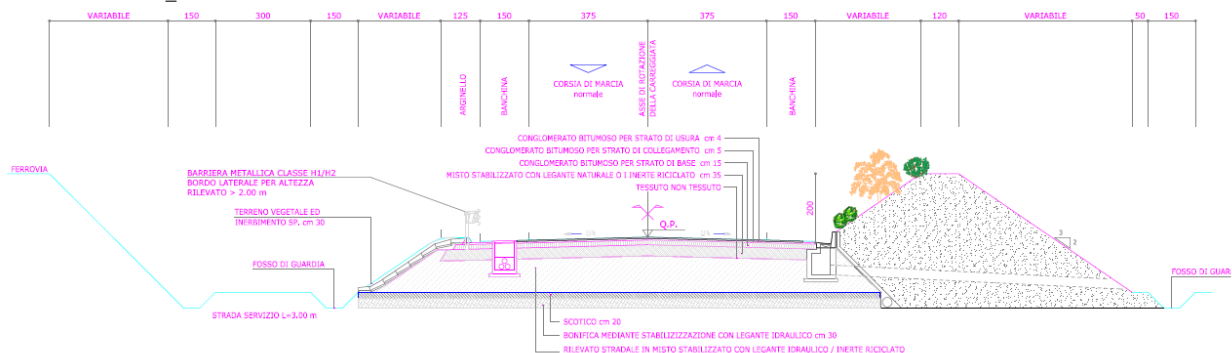 VARIABILE 150 300 150 VARIABILE 125 150 375 375 150 VARIABILE 120 VARIABILE 50 150
ARGINELLO
BANCHINA
CORSIA DI MARCIA
normale
ASSE DI ROTAZIONE
DELLA CARREGGIATA
CORSIA DI MARCIA
normale
BANCHINA
CONGLOMERATO BITUMOSO PER STRATO DI USURA cm 4
CONGLOMERATO BITUMOSO PER STRATO DI COLLEGAMENTO cm 5
CONGLOMERATO BITUMOSO PER STRATO DI BASE cm 15
MISTO STABILIZZATO CON LEGANTE NATURALE O I INERTE RICICLATO cm 35
TESSUTO NON TESSUTO
FERROVIA
BARRIERA METALLICA CLASSE H1/H2
BORDO LATERALE PER ALTEZZA
RILEVATO > 2.00 m
TERRENO VEGETALE ED
INERBIMENTO SP. cm 30
200
Q.P.
3
2
FOSSO DI GUARDIA
FOSSO DI GUAR
STRADA SERVIZIO L=3,00 m
SCOTICO cm 20
BONIFICA MEDIANTE STABILIZIZZAZIONE CON LEGANTE IDRAULICO cm 30
RILEVATO STRADALE IN MISTO STABILIZZATO CON LEGANTE IDRAULICO / INERTE RICICLATO